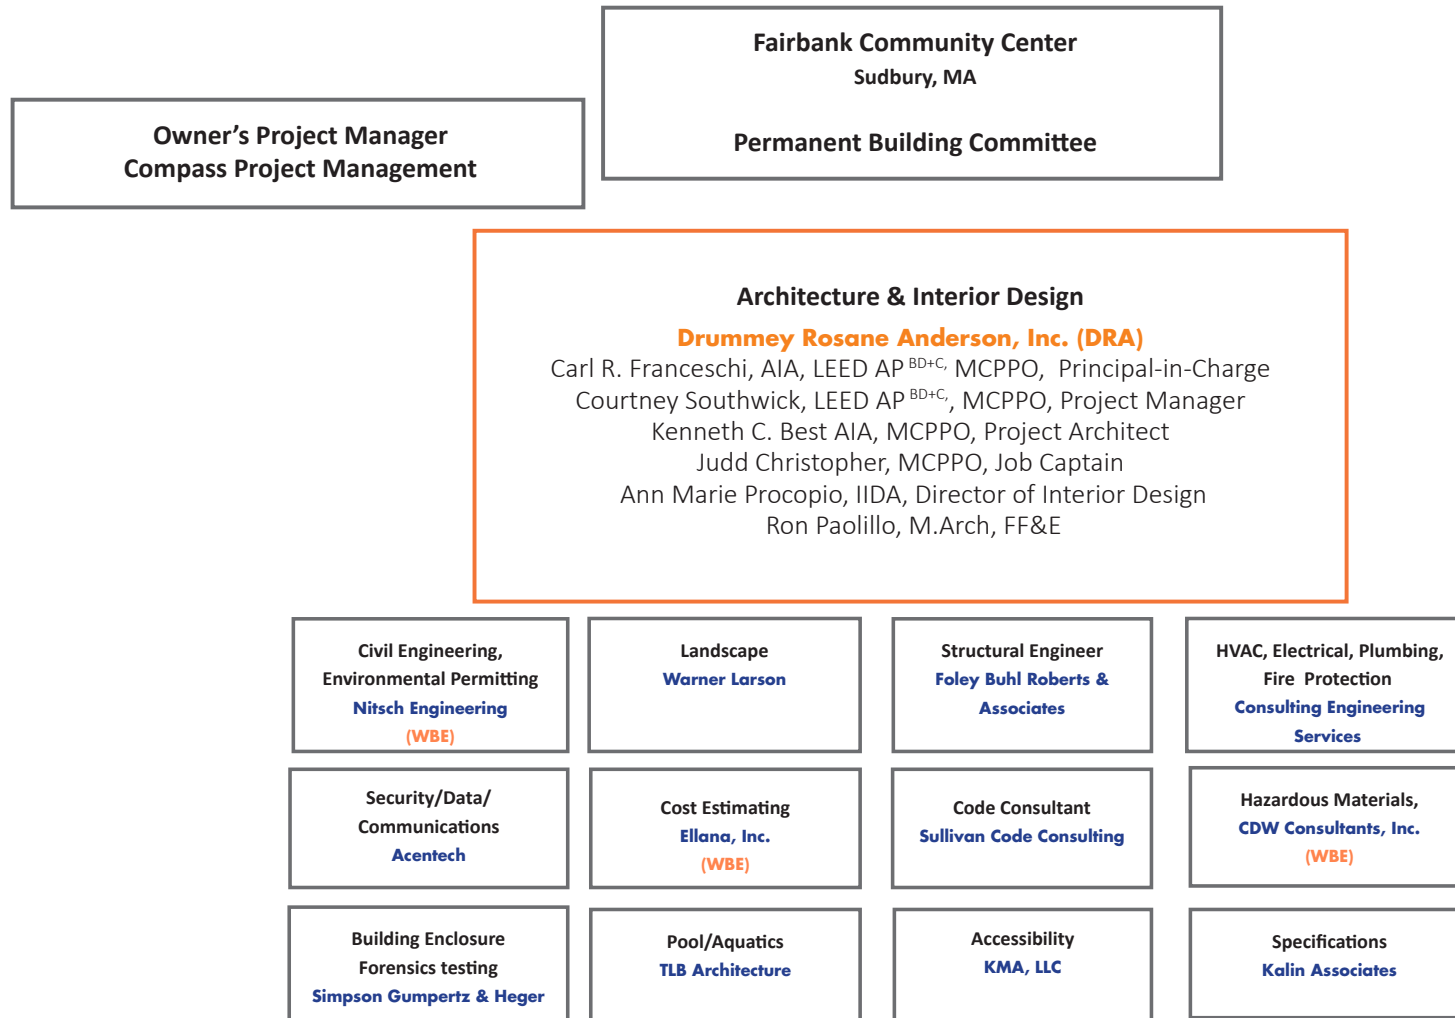 Fairbank Community Center
Sudbury, MA
Permanent Building Committee
Owner's Project Manager
Compass Project Management
Architecture & Interior Design
Drummey Rosane Anderson, Inc. (DRA)
Carl R. Franceschi, AIA, LEED AP BD+C, MCPPO, Principal-in-Charge
Courtney Southwick, LEED AP BD+C, , MCPPO, Project Manager
Kenneth C. Best AIA, MCPPO, Project Architect
Judd Christopher, MCPPO, Job Captain
Ann Marie Procopio, IIDA, Director of Interior Design
Ron Paolillo, M.Arch, FF&E
Civil Engineering,
Environmental Permitting
Nitsch Engineering
(WBE)
Landscape
Warner Larson
Structural Engineer
Foley Buhl Roberts &
Associates
HVAC, Electrical, Plumbing,
Fire Protection
Consulting Engineering
Services
Security/Data/
Communications
Acentech
Cost Estimating
Ellana, Inc.
(WBE)
Code Consultant
Sullivan Code Consulting
Hazardous Materials,
CDW Consultants, Inc.
(WBE)
Building Enclosure
Forensics testing
Simpson Gumpertz & Heger
Pool/Aquatics
TLB Architecture
Accessibility
KMA, LLC
Specifications
Kalin Associates